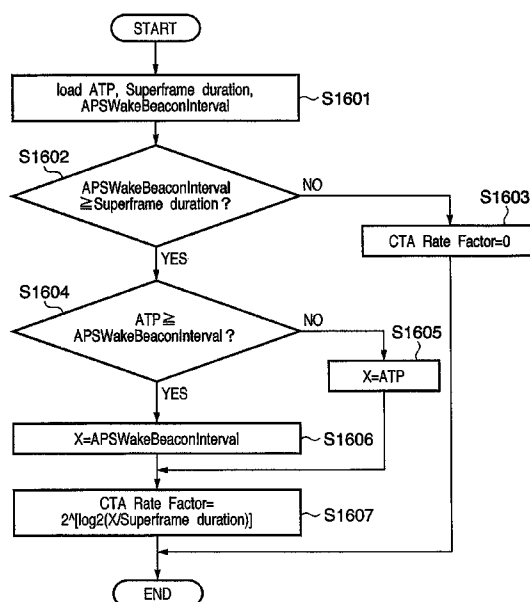 START
load ATP, Superframe duration,
APSWakeBeaconInterval
S1601
S1602
APSWakeBeaconInterval
≧Superframe duration?
NO
S1603
CTA Rate Factor=0
YES
S1604
ATP≧
APSWakeBeaconInterval?
NO
S1605
X=ATP
YES
X=APSWakeBeaconInterval
S1606
CTA Rate Factor=
2^[log2(X/Superframe duration)]
S1607
END